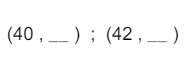 (40 , __ ) ; (42 , __ )